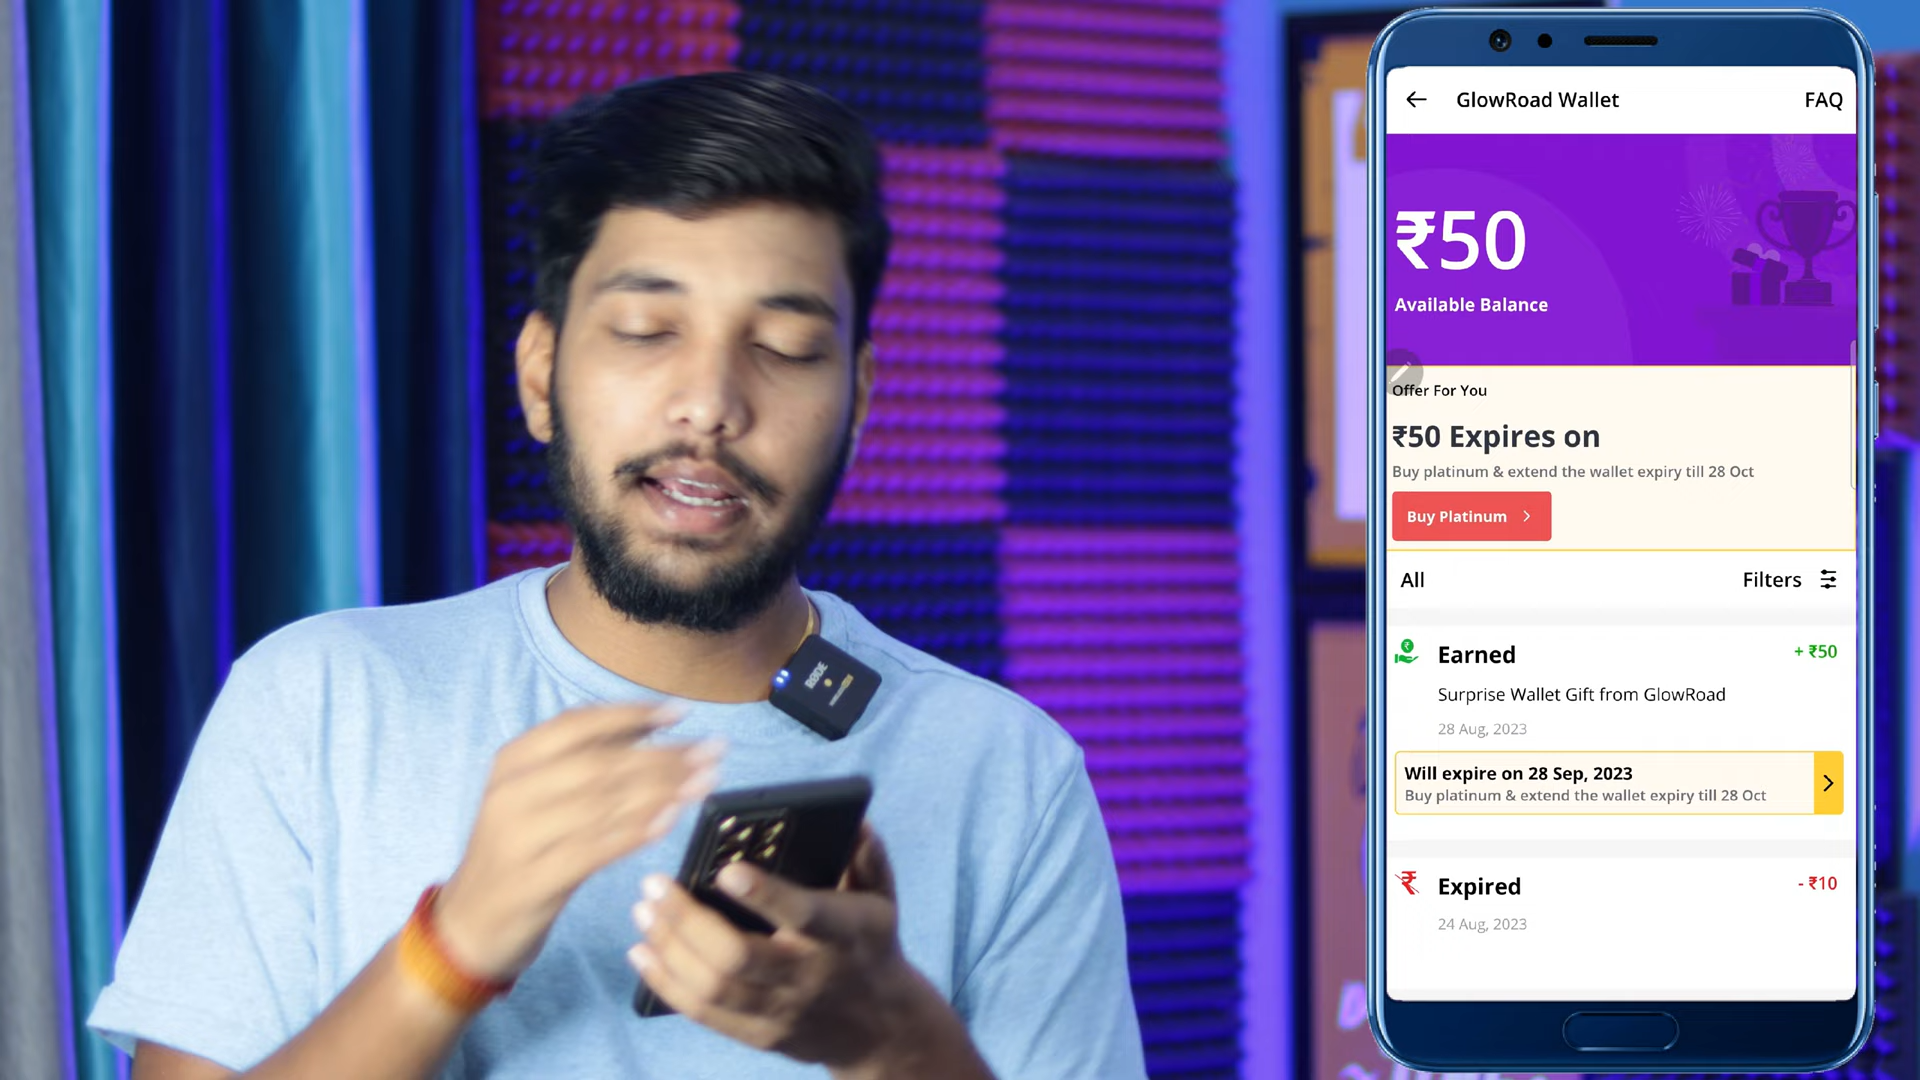 GlowRoad Wallet
FAQ
₹50
Available Balance
Offer For You
₹50 Expires on
Buy platinum & extend the wallet expiry till 28 Oct
Buy Platinum
All
Filters
Earned
+ ₹50
Surprise Wallet Gift from GlowRoad
28 Aug, 2023
Will expire on 28 Sep, 2023
Buy platinum & extend the wallet expiry till 28 Oct
Expired
- ₹10
24 Aug, 2023
RØDE